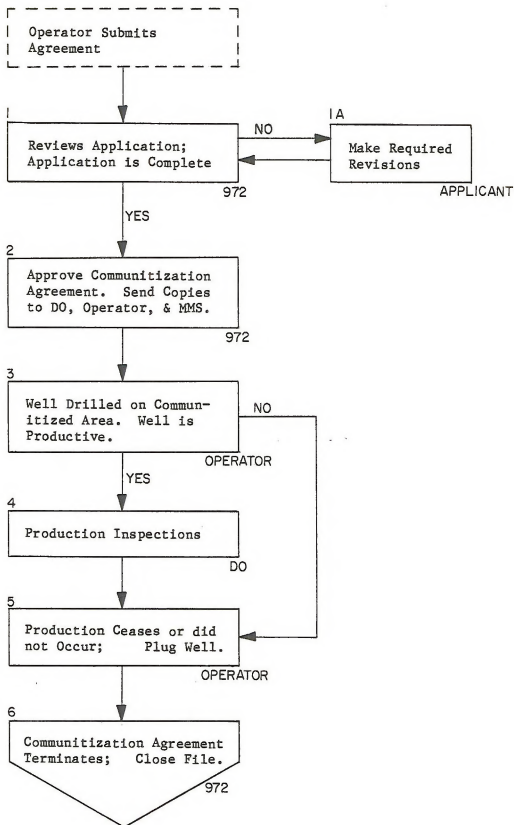 Operator Submits
Agreement
1
Reviews Application;
Application is Complete
972
NO
1A
Make Required
Revisions
APPLICANT
YES
2
Approve Communitization
Agreement. Send Copies
to DO, Operator, & MMS.
972
3
Well Drilled on Commun-
itized Area. Well is
Productive.
OPERATOR
NO
YES
4
Production Inspections
DO
5
Production Ceases or did
not Occur; Plug Well.
OPERATOR
6
Communitization Agreement
Terminates; Close File.
972